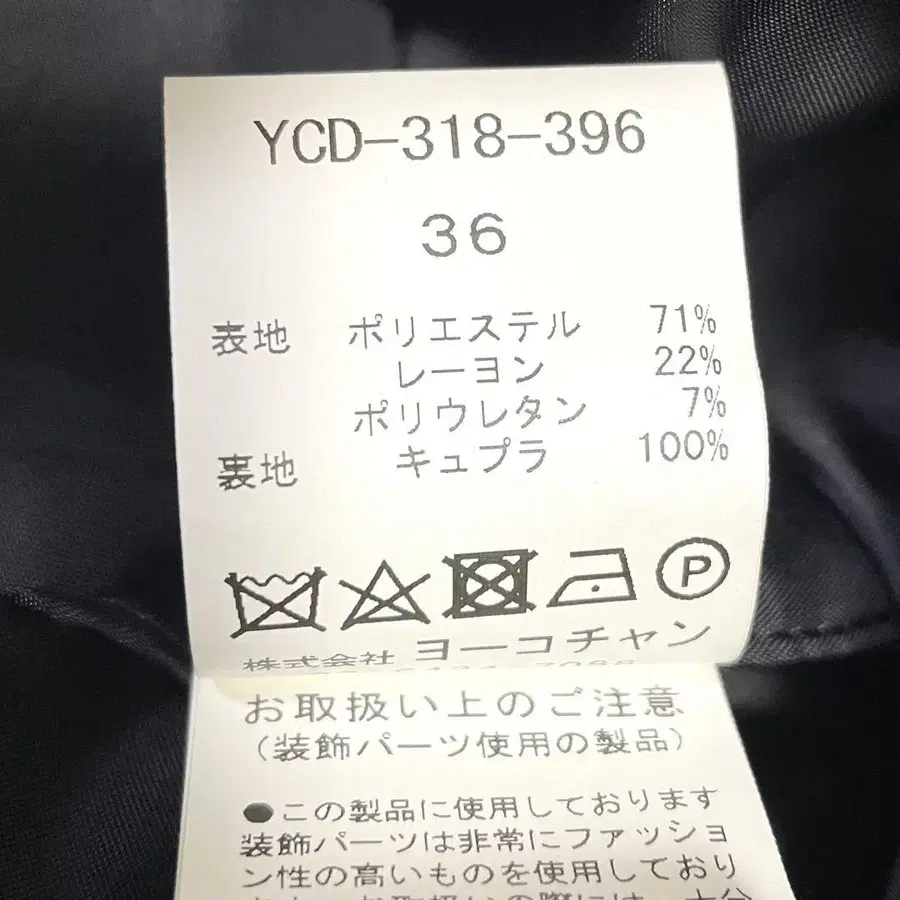 YCD-318-396
36
表地 ポリエステル 71%
レーヨン 22%
ポリウレタン 7%
裏地 キュプラ 100%
P
株式会社 ヨーコチャン
お取扱い上のご注意
(装飾パーツ使用の製品)
●この製品に使用しております
装飾パーツは非常にファッショ
ン性の高いものを使用しており